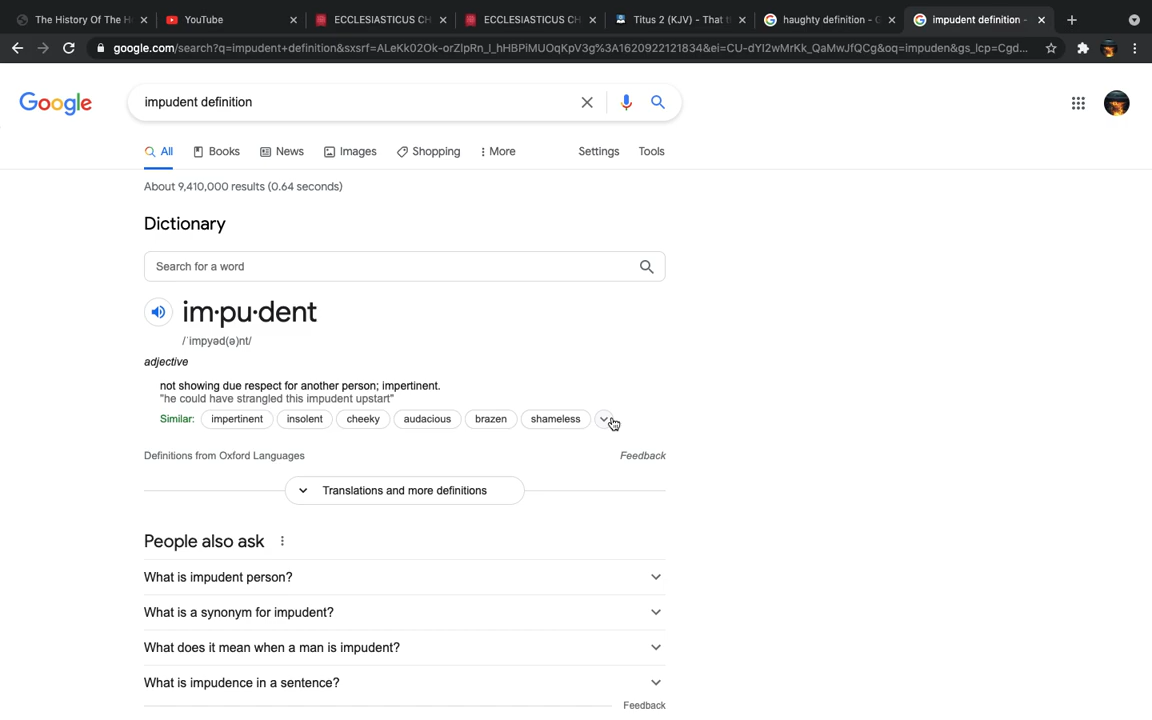 The History Of The H
YouTube
ECCLESIASTICUS CH
ECCLESIASTICUS CH
Titus 2 (KJV) - That t
haughty definition - G
impudent definition -
google.com/search?q=impudent+definition&sxsrf=ALeKk02Ok-orZlpRn_I_hHBPiMUOqKpV3g%3A1620922121834&ei=CU-dYI2wMrKk_QaMwJfQCg&oq=impuden&gs_lcp=Cgd...
Google
impudent definition
All
Books
News
Images
Shopping
More
Settings
Tools
About 9,410,000 results (0.64 seconds)
Dictionary
Search for a word
im·pu·dent
/ˈimpyəd(ə)nt/
adjective
not showing due respect for another person; impertinent.
"he could have strangled this impudent upstart"
Similar: impertinent insolent cheeky audacious brazen shameless
Definitions from Oxford Languages
Feedback
Translations and more definitions
People also ask
What is impudent person?
What is a synonym for impudent?
What does it mean when a man is impudent?
What is impudence in a sentence?
Feedback